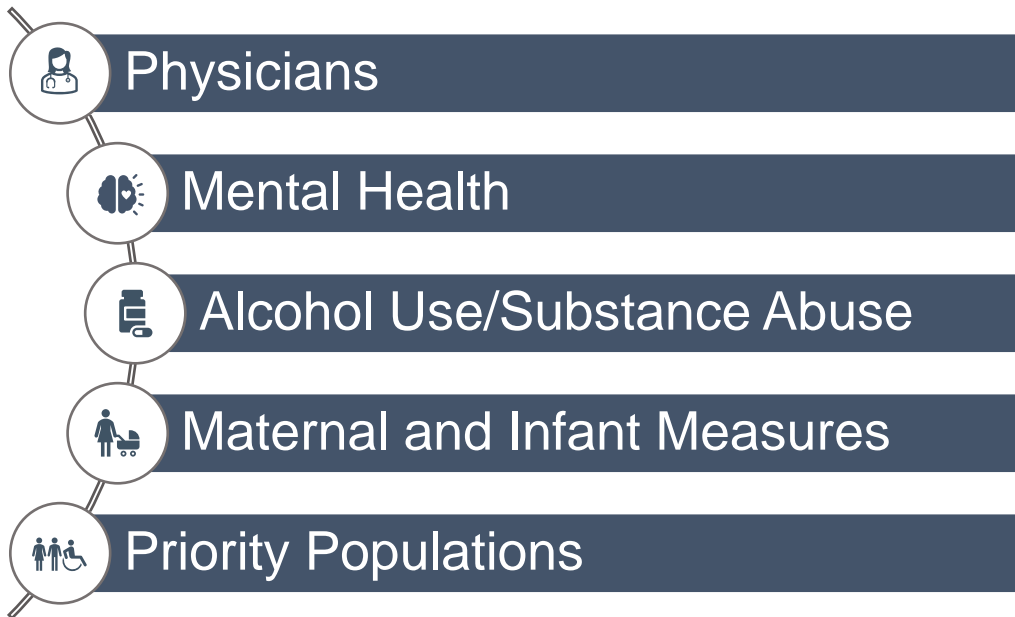 Physicians
Mental Health
Alcohol Use/Substance Abuse
Maternal and Infant Measures
Priority Populations